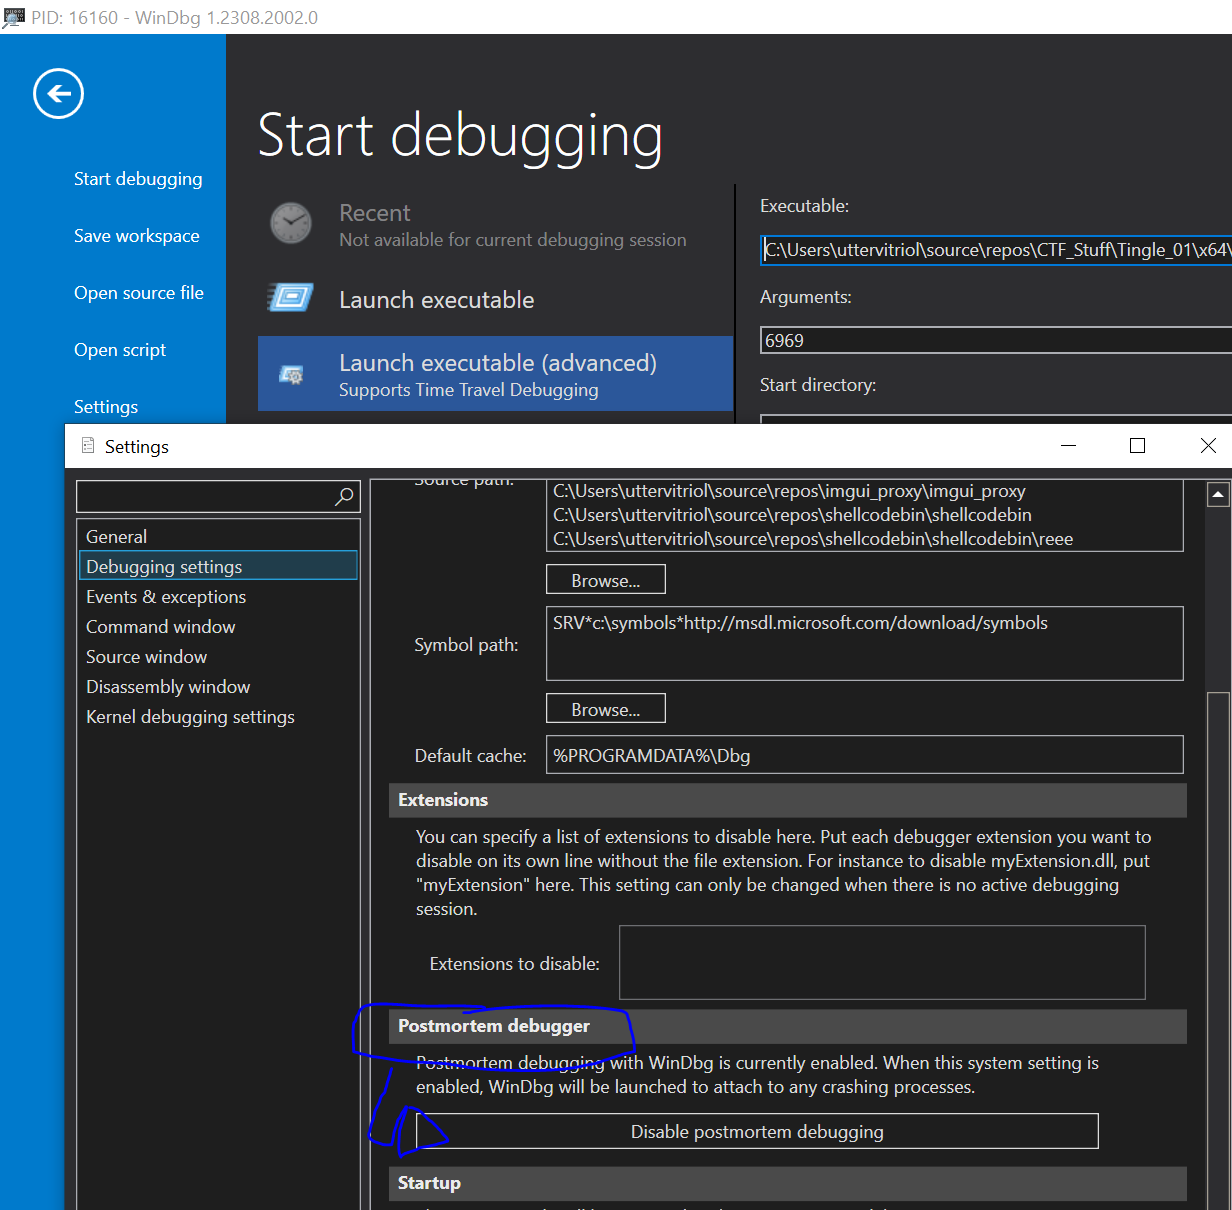 PID: 16160 - WinDbg 1.2308.2002.0
Start debugging
Save workspace
Open source file
Open script
Settings
Start debugging
Recent
Not available for current debugging session
Launch executable
Launch executable (advanced)
Supports Time Travel Debugging
Executable:
C:\Users\uttervitriol\source\repos\CTF_Stuff\Tingle_01\x64\
Arguments:
6969
Start directory:
Settings
General
Debugging settings
Events & exceptions
Command window
Source window
Disassembly window
Kernel debugging settings
Source path:
C:\Users\uttervitriol\source\repos\imgui_proxy\imgui_proxy
C:\Users\uttervitriol\source\repos\shellcodebin\shellcodebin
C:\Users\uttervitriol\source\repos\shellcodebin\shellcodebin\reee
Browse...
Symbol path:
SRV*c:\symbols*http://msdl.microsoft.com/download/symbols
Browse...
Default cache:
%PROGRAMDATA%\Dbg
Extensions
You can specify a list of extensions to disable here. Put each debugger extension you want to
disable on its own line without the file extension. For instance to disable myExtension.dll, put
"myExtension" here. This setting can only be changed when there is no active debugging
session.
Extensions to disable:
Postmortem debugger
Postmortem debugging with WinDbg is currently enabled. When this system setting is
enabled, WinDbg will be launched to attach to any crashing processes.
Disable postmortem debugging
Startup